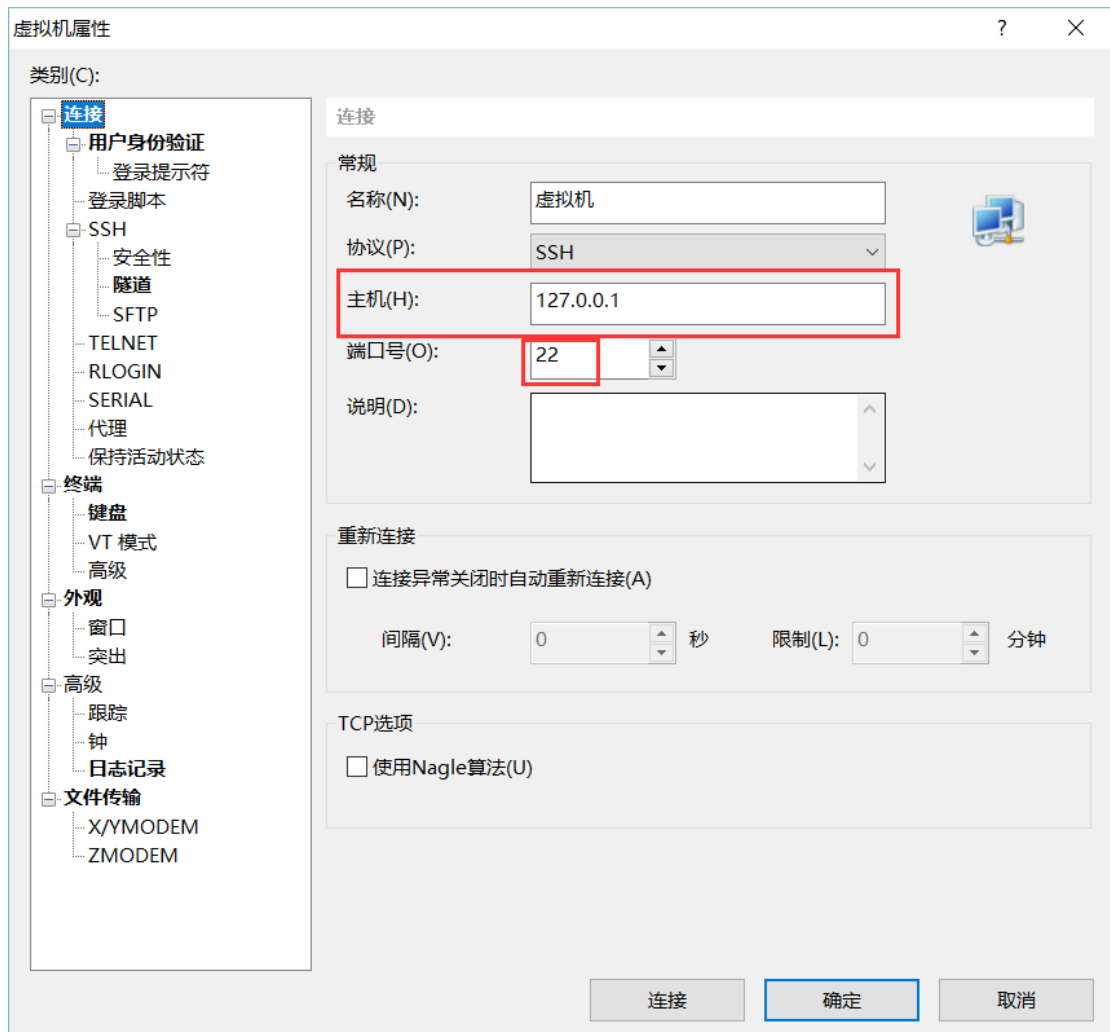 虚拟机属性
?
类别(C):
连接
用户身份验证
登录提示符
登录脚本
SSH
安全性
隧道
SFTP
TELNET
RLOGIN
SERIAL
代理
保持活动状态
终端
键盘
VT 模式
高级
外观
窗口
突出
高级
跟踪
钟
日志记录
文件传输
X/YMODEM
ZMODEM
连接
常规
名称(N): 虚拟机
协议(P): SSH
主机(H): 127.0.0.1
端口号(O): 22
说明(D):
重新连接
连接异常关闭时自动重新连接(A)
间隔(V): 0 秒 限制(L): 0 分钟
TCP选项
使用Nagle算法(U)
连接 确定 取消